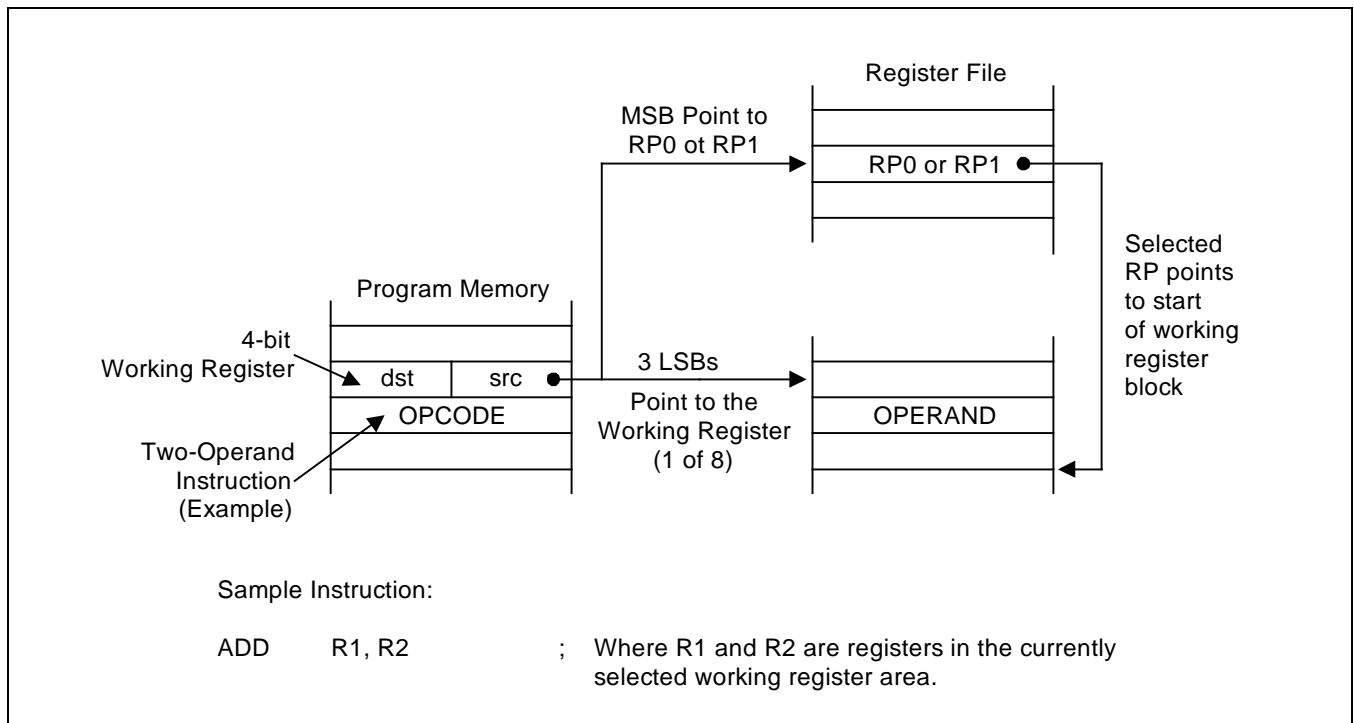 Register File
MSB Point to
RP0 ot RP1
RP0 or RP1
Selected
RP points
to start
of working
register
block
Program Memory
4-bit
Working Register
dst src
3 LSBs
OPCODE
Point to the
Working Register
(1 of 8)
OPERAND
Two-Operand
Instruction
(Example)
Sample Instruction:
ADD R1, R2 ; Where R1 and R2 are registers in the currently
selected working register area.